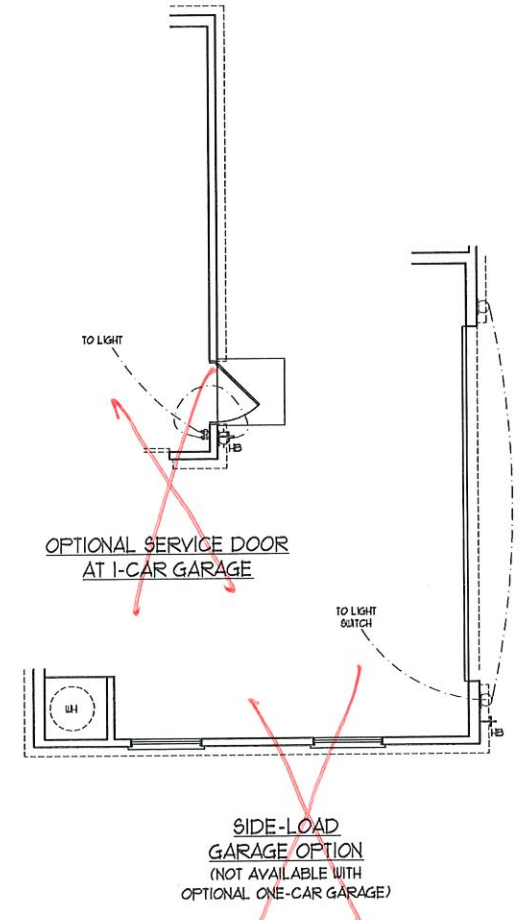 TO LIGHT
HB
OPTIONAL SERVICE DOOR
AT 1-CAR GARAGE
TO LIGHT
SWITCH
WH
HB
SIDE-LOAD
GARAGE OPTION
(NOT AVAILABLE WITH
OPTIONAL ONE-CAR GARAGE)